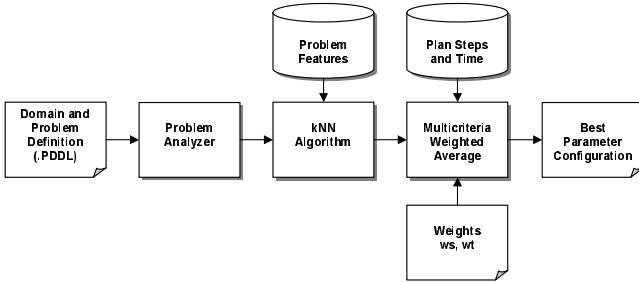 Problem
Features
Plan Steps
and Time
Domain and
Problem
Definition
(.PDDL)
Problem
Analyzer
kNN
Algorithm
Multicriteria
Weighted
Average
Best
Parameter
Configuration
Weights
ws, wt